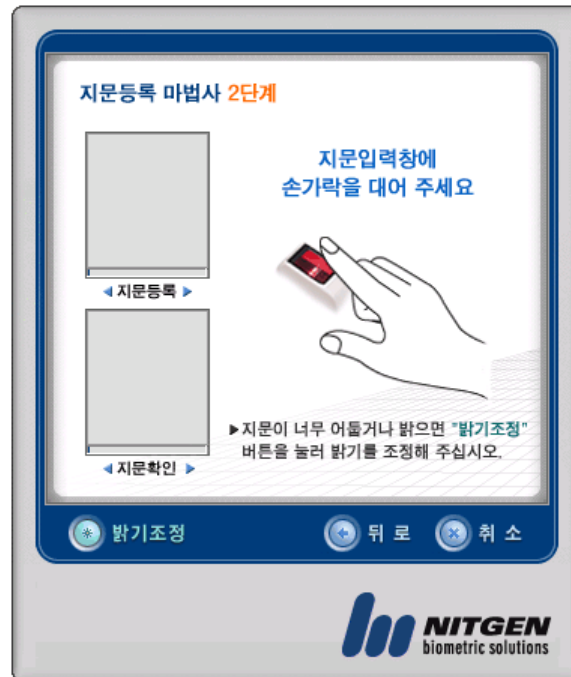 지문등록 마법사 2단계
지문입력창에
손가락을 대어 주세요
◀ 지문등록 ▶
◀ 지문확인 ▶
▶지문이 너무 어둡거나 밝으면 "밝기조정"
버튼을 눌러 밝기를 조정해 주십시오.
밝기조정
뒤 로
취 소
NITGEN
biometric solutions